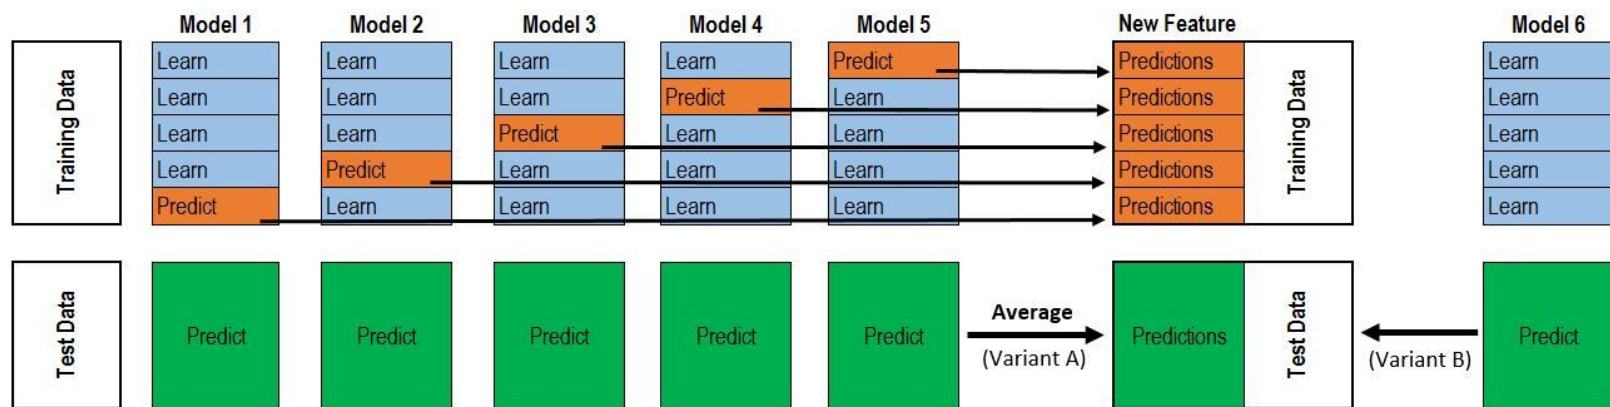 Model 1 Model 2 Model 3 Model 4 Model 5 New Feature Model 6
Training Data
Learn Learn Learn Learn Predict Predictions Learn
Learn Learn Learn Predict Learn Predictions Learn
Learn Learn Predict Learn Learn Predictions Learn
Learn Predict Learn Learn Learn Predictions Learn
Predict Learn Learn Learn Learn Predictions Learn
Training Data
Test Data
Predict Predict Predict Predict Predict
Average
(Variant A)
Predictions
Test Data
(Variant B)
Predict